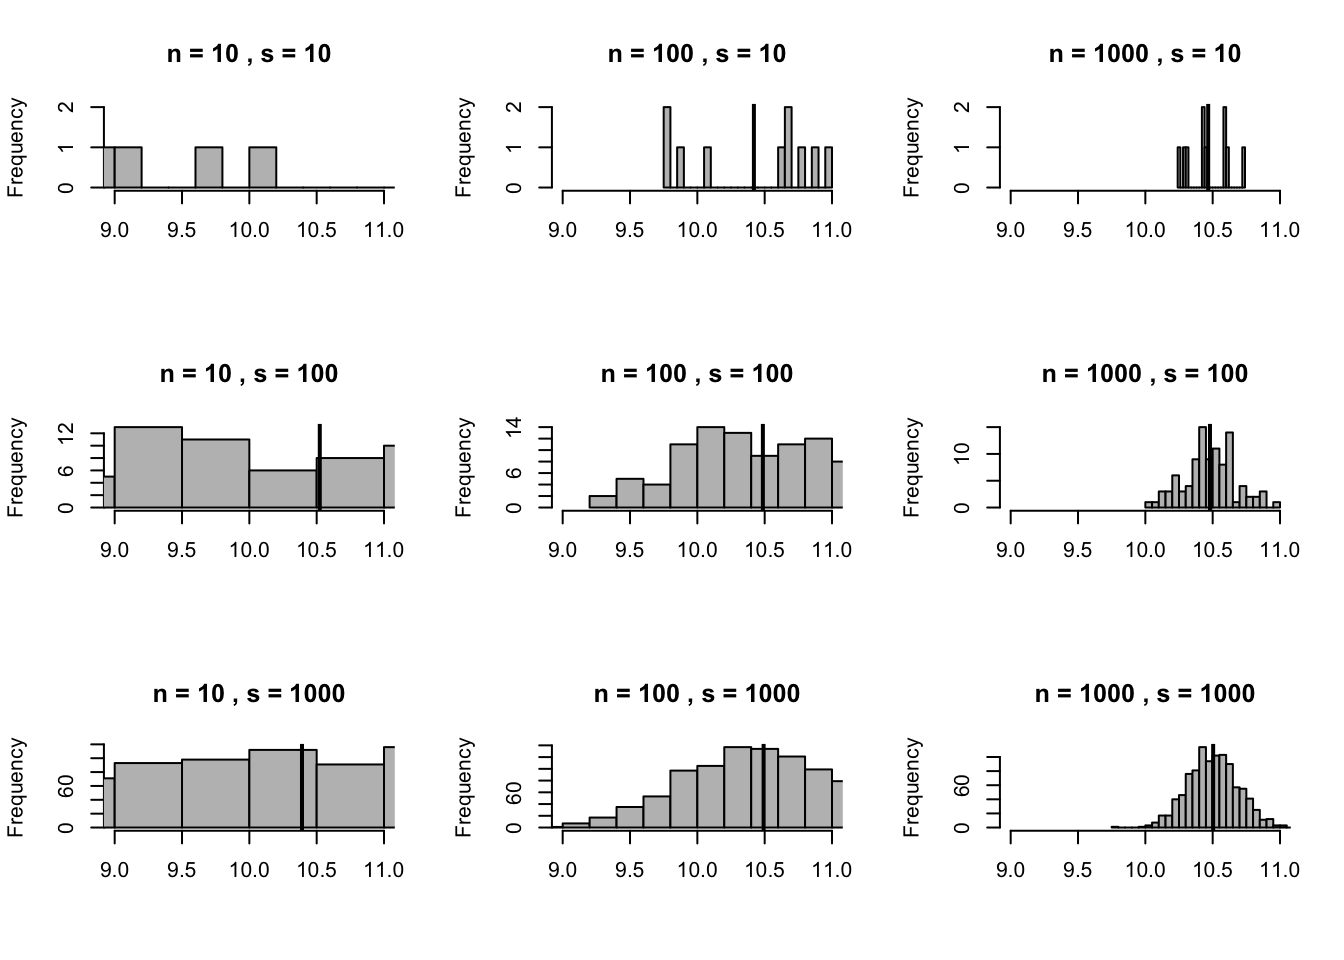 n = 10 , s = 10
Frequency
0 1 2
9.0 9.5 10.0 10.5 11.0
n = 100 , s = 10
Frequency
0 1 2
9.0 9.5 10.0 10.5 11.0
n = 1000 , s = 10
Frequency
0 1 2
9.0 9.5 10.0 10.5 11.0
n = 10 , s = 100
Frequency
0 6 12
9.0 9.5 10.0 10.5 11.0
n = 100 , s = 100
Frequency
0 6 14
9.0 9.5 10.0 10.5 11.0
n = 1000 , s = 100
Frequency
0 10
9.0 9.5 10.0 10.5 11.0
n = 10 , s = 1000
Frequency
0 60
9.0 9.5 10.0 10.5 11.0
n = 100 , s = 1000
Frequency
0 60
9.0 9.5 10.0 10.5 11.0
n = 1000 , s = 1000
Frequency
0 60
9.0 9.5 10.0 10.5 11.0